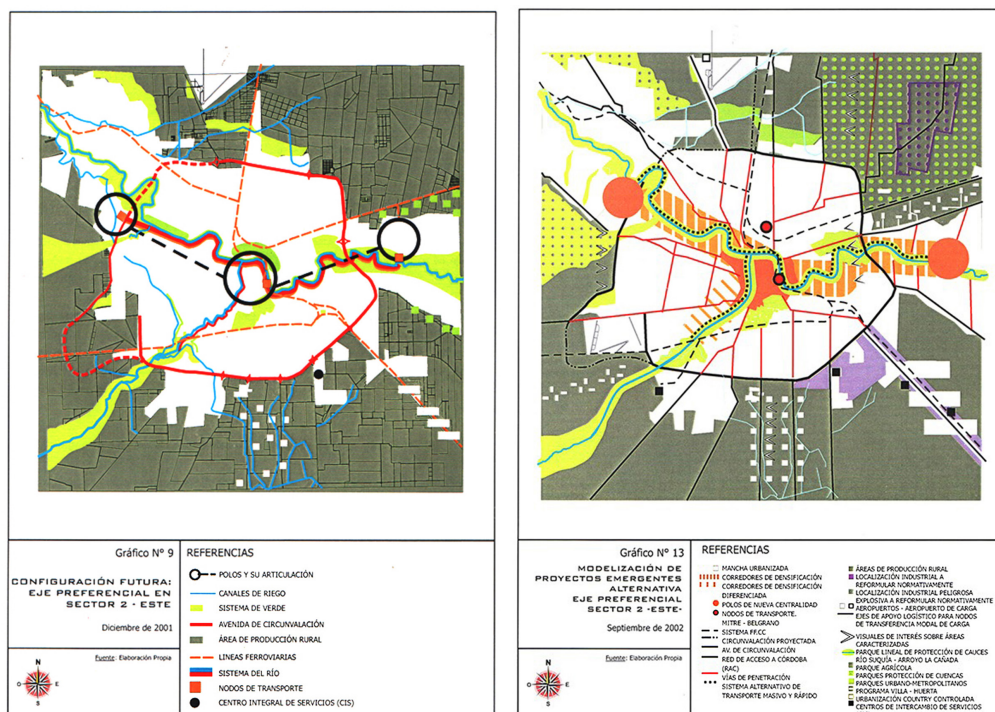 Gráfico Nº 9
CONFIGURACIÓN FUTURA:
EJE PREFERENCIAL EN
SECTOR 2 - ESTE
Diciembre de 2001
Fuente: Elaboración Propia
N
O
E
S
REFERENCIAS
POLOS Y SU ARTICULACIÓN
CANALES DE RIEGO
SISTEMA DE VERDE
AVENIDA DE CIRCUNVALACIÓN
ÁREA DE PRODUCCIÓN RURAL
LINEAS FERROVIARIAS
SISTEMA DEL RÍO
NODOS DE TRANSPORTE
CENTRO INTEGRAL DE SERVICIOS (CIS)
Gráfico Nº 13
MODELIZACIÓN DE
PROYECTOS EMERGENTES
ALTERNATIVA
EJE PREFERENCIAL
SECTOR 2 -ESTE-
Septiembre de 2002
Fuente: Elaboración Propia
N
O
E
S
REFERENCIAS
MANCHA URBANIZADA
CORREDORES DE DENSIFICACIÓN
CORREDORES DE DENSIFICACIÓN
DIFERENCIADA
POLOS DE NUEVA CENTRALIDAD
NODOS DE TRANSPORTE.
MITRE - BELGRANO
SISTEMA FF.CC
CIRCUNVALACIÓN PROYECTADA
AV. DE CIRCUNVALACIÓN
RED DE ACCESO A CÓRDOBA
(RAC)
VÍAS DE PENETRACIÓN
SISTEMA ALTERNATIVO DE
TRANSPORTE MASIVO Y RÁPIDO
ÁREAS DE PRODUCCIÓN RURAL
LOCALIZACIÓN INDUSTRIAL A
REFORMULAR NORMATIVAMENTE
LOCALIZACIÓN INDUSTRIAL PELIGROSA
EXPLOSIVA A REFORMULAR NORMATIVAMENTE
AEROPUERTOS - AEROPUERTO DE CARGA
EJES DE APOYO LOGÍSTICO PARA NODOS
DE TRANSFERENCIA MODAL DE CARGA
VISUALES DE INTERÉS SOBRE ÁREAS
CARACTERIZADAS
PARQUE LINEAL DE PROTECCIÓN DE CAUCES
RÍO SUQUÍA - ARROYO LA CAÑADA
PARQUE AGRÍCOLA
PARQUES PROTECCIÓN DE CUENCAS
PARQUES URBANO-METROPOLITANOS
PROGRAMA VILLA - HUERTA
URBANIZACIÓN COUNTRY CONTROLADA
CENTROS DE INTERCAMBIO DE SERVICIOS